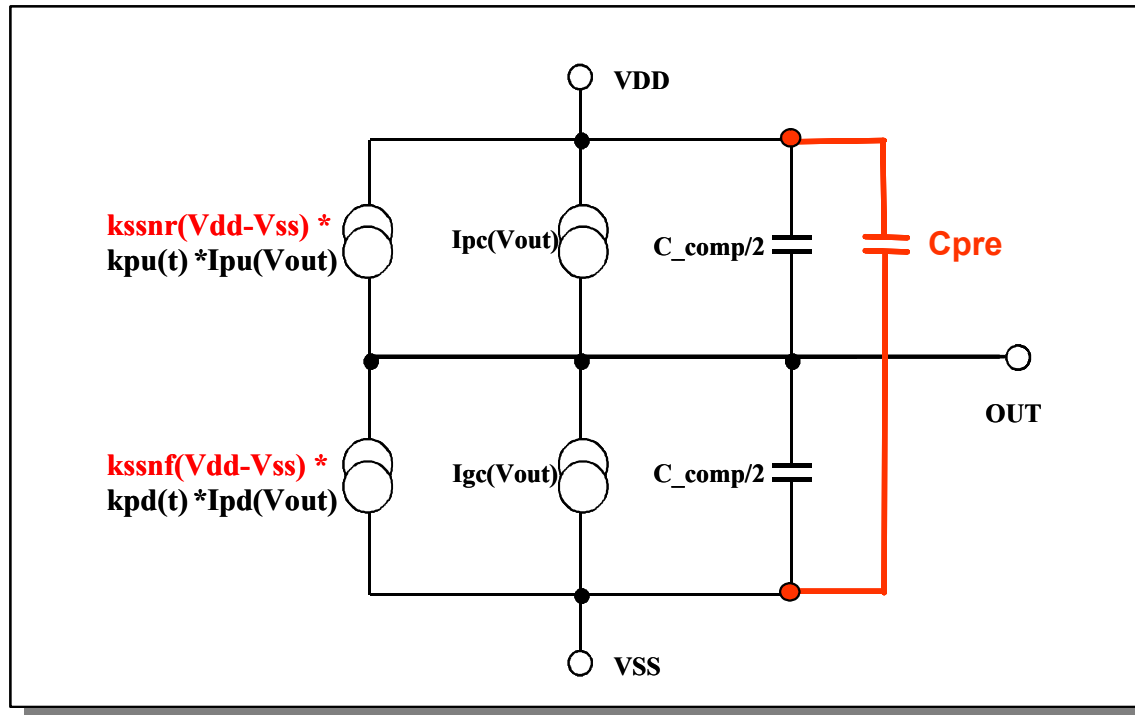 VDD
kssnr(Vdd-Vss) *
kpu(t) *Ipu(Vout)
Ipc(Vout)
C_comp/2
Cpre
OUT
kssnf(Vdd-Vss) *
kpd(t) *Ipd(Vout)
Igc(Vout)
C_comp/2
VSS